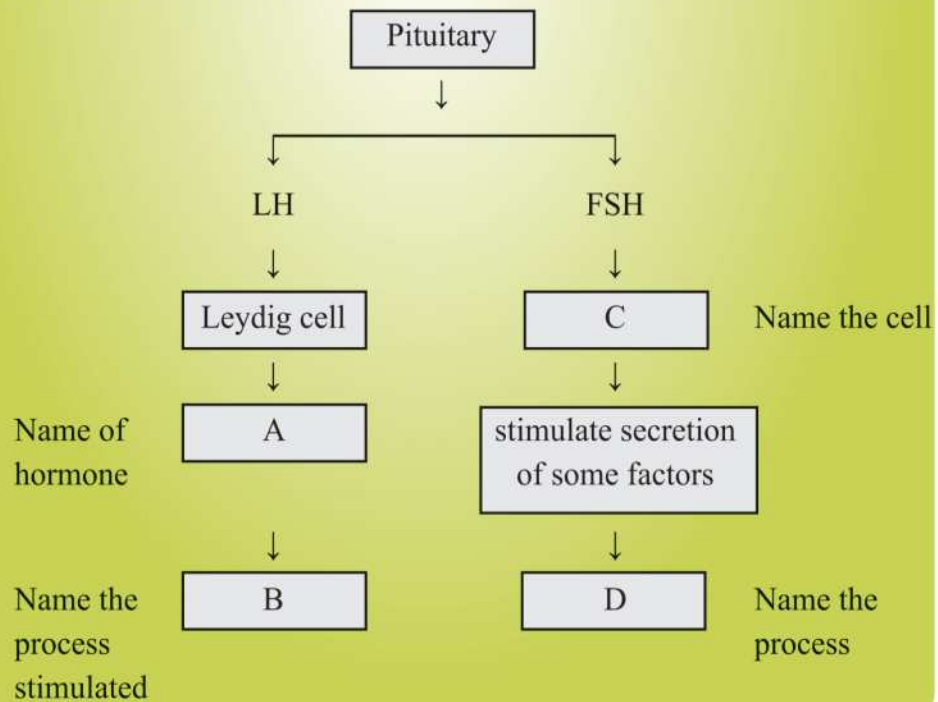 Pituitary
LH
FSH
Leydig cell
C
Name the cell
Name of
hormone
A
stimulate secretion
of some factors
Name the
process
stimulated
B
D
Name the
process